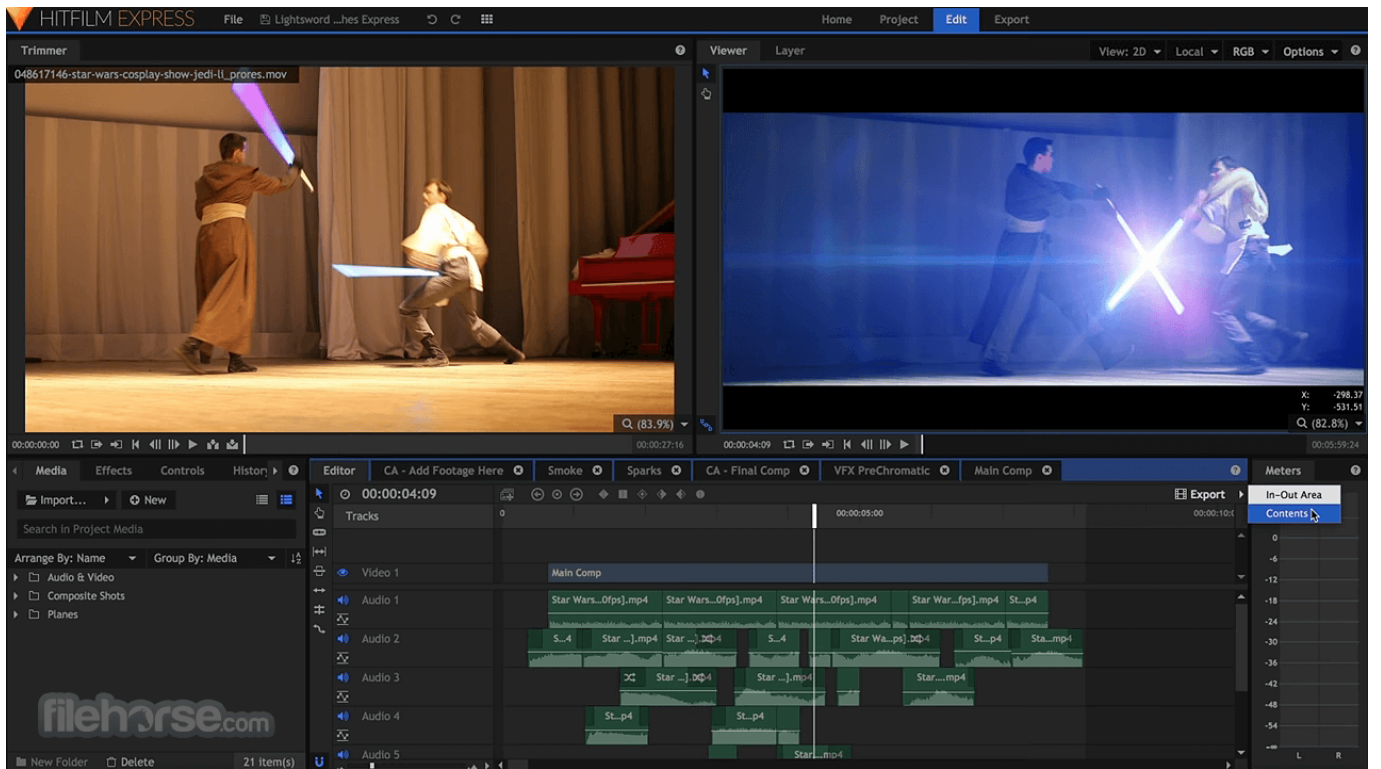 HITFILM EXPRESS File Lightsword ...hes Express Home Project Edit Export
Trimmer
Viewer Layer View: 2D Local RGB Options
048617146-star-wars-cosplay-show-jedi-li_prores.mov
X: -298.37
Y: -531.51
(83.9%)
(82.8%)
00:00:00:00 00:00:27:16
00:00:04:09 00:05:59:24
Media Effects Controls History
Editor CA - Add Footage Here Smoke Sparks CA - Final Comp VFX PreChromatic Main Comp
Meters
Import... New
00:00:04:09 Export
In-Out Area
Contents
Tracks 0 00:00:05:00 00:00:10:0
Search in Project Media
Arrange By: Name Group By: Media
Audio & Video
Composite Shots
Planes
Video 1 Main Comp
Audio 1 Star Wars...0fps].mp4 Star Wars...0fps].mp4 Star Wars...0fps].mp4 Star War...fps].mp4 St...p4
Audio 2 S...4 Star ...].mp4 Star ...].mp4 S...4 Star Wa...ps].mp4 St...p4 Sta...mp4
Audio 3 Star ...].mp4 Star ...].mp4 Star....mp4
Audio 4 St...p4 St...p4
Audio 5 Star....mp4
0
-6
-12
-18
-24
-30
-36
-42
-48
-54
-∞
L R
filehorse.com
New Folder Delete 21 item(s)